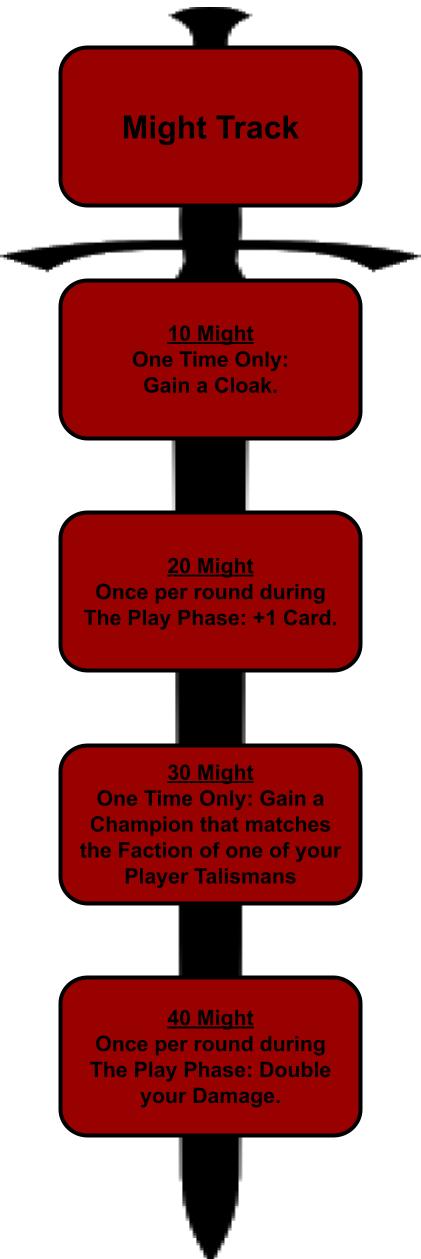 Might Track
10 Might
One Time Only:
Gain a Cloak.
20 Might
Once per round during
The Play Phase: +1 Card.
30 Might
One Time Only: Gain a
Champion that matches
the Faction of one of your
Player Talismans
40 Might
Once per round during
The Play Phase: Double
your Damage.